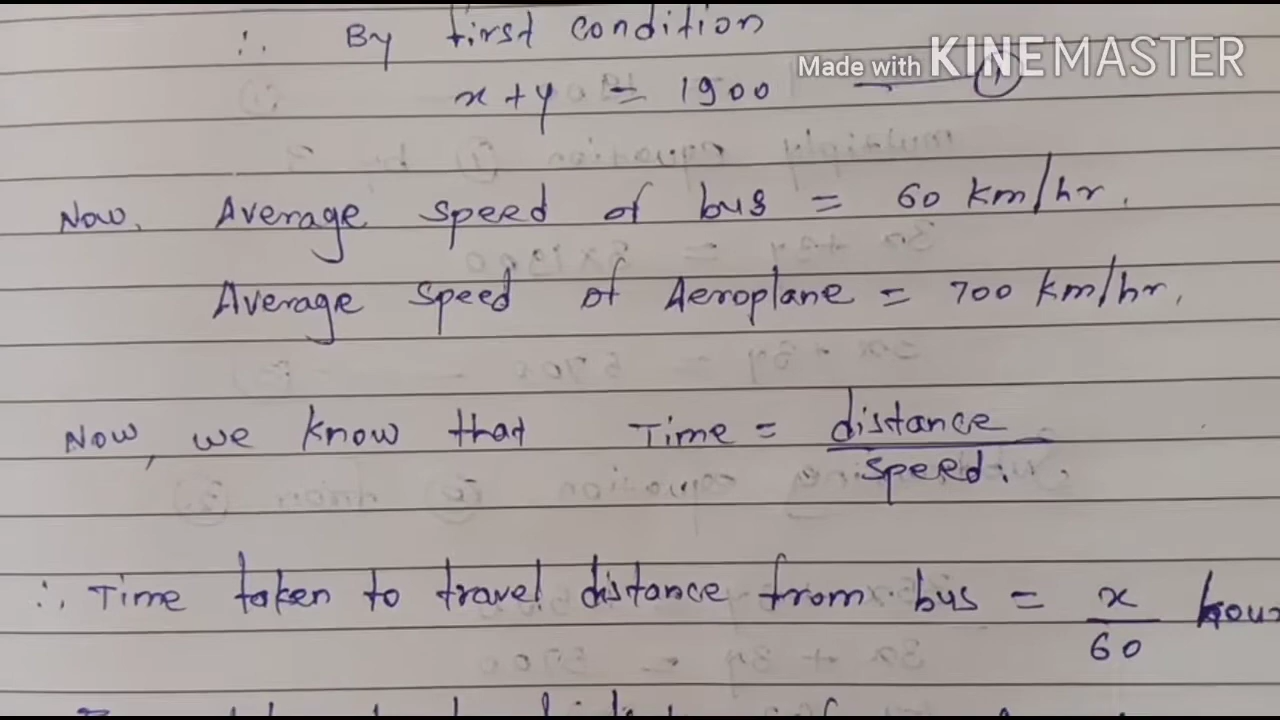 ∴ By first condition
Made with KINEMASTER
x + y = 1900 —— ①
Now, Average speed of bus = 60 km/hr.
Average speed of Aeroplane = 700 km/hr.
Now, we know that Time = distance
speed.
∴ Time taken to travel distance from bus = x hour
60